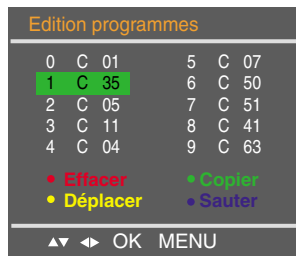 Edition programmes
0 C 01 5 C 07
1 C 35 6 C 50
2 C 05 7 C 51
3 C 11 8 C 41
4 C 04 9 C 63
• Effacer • Copier
• Déplacer • Sauter
▲▼ ◀▶ OK MENU